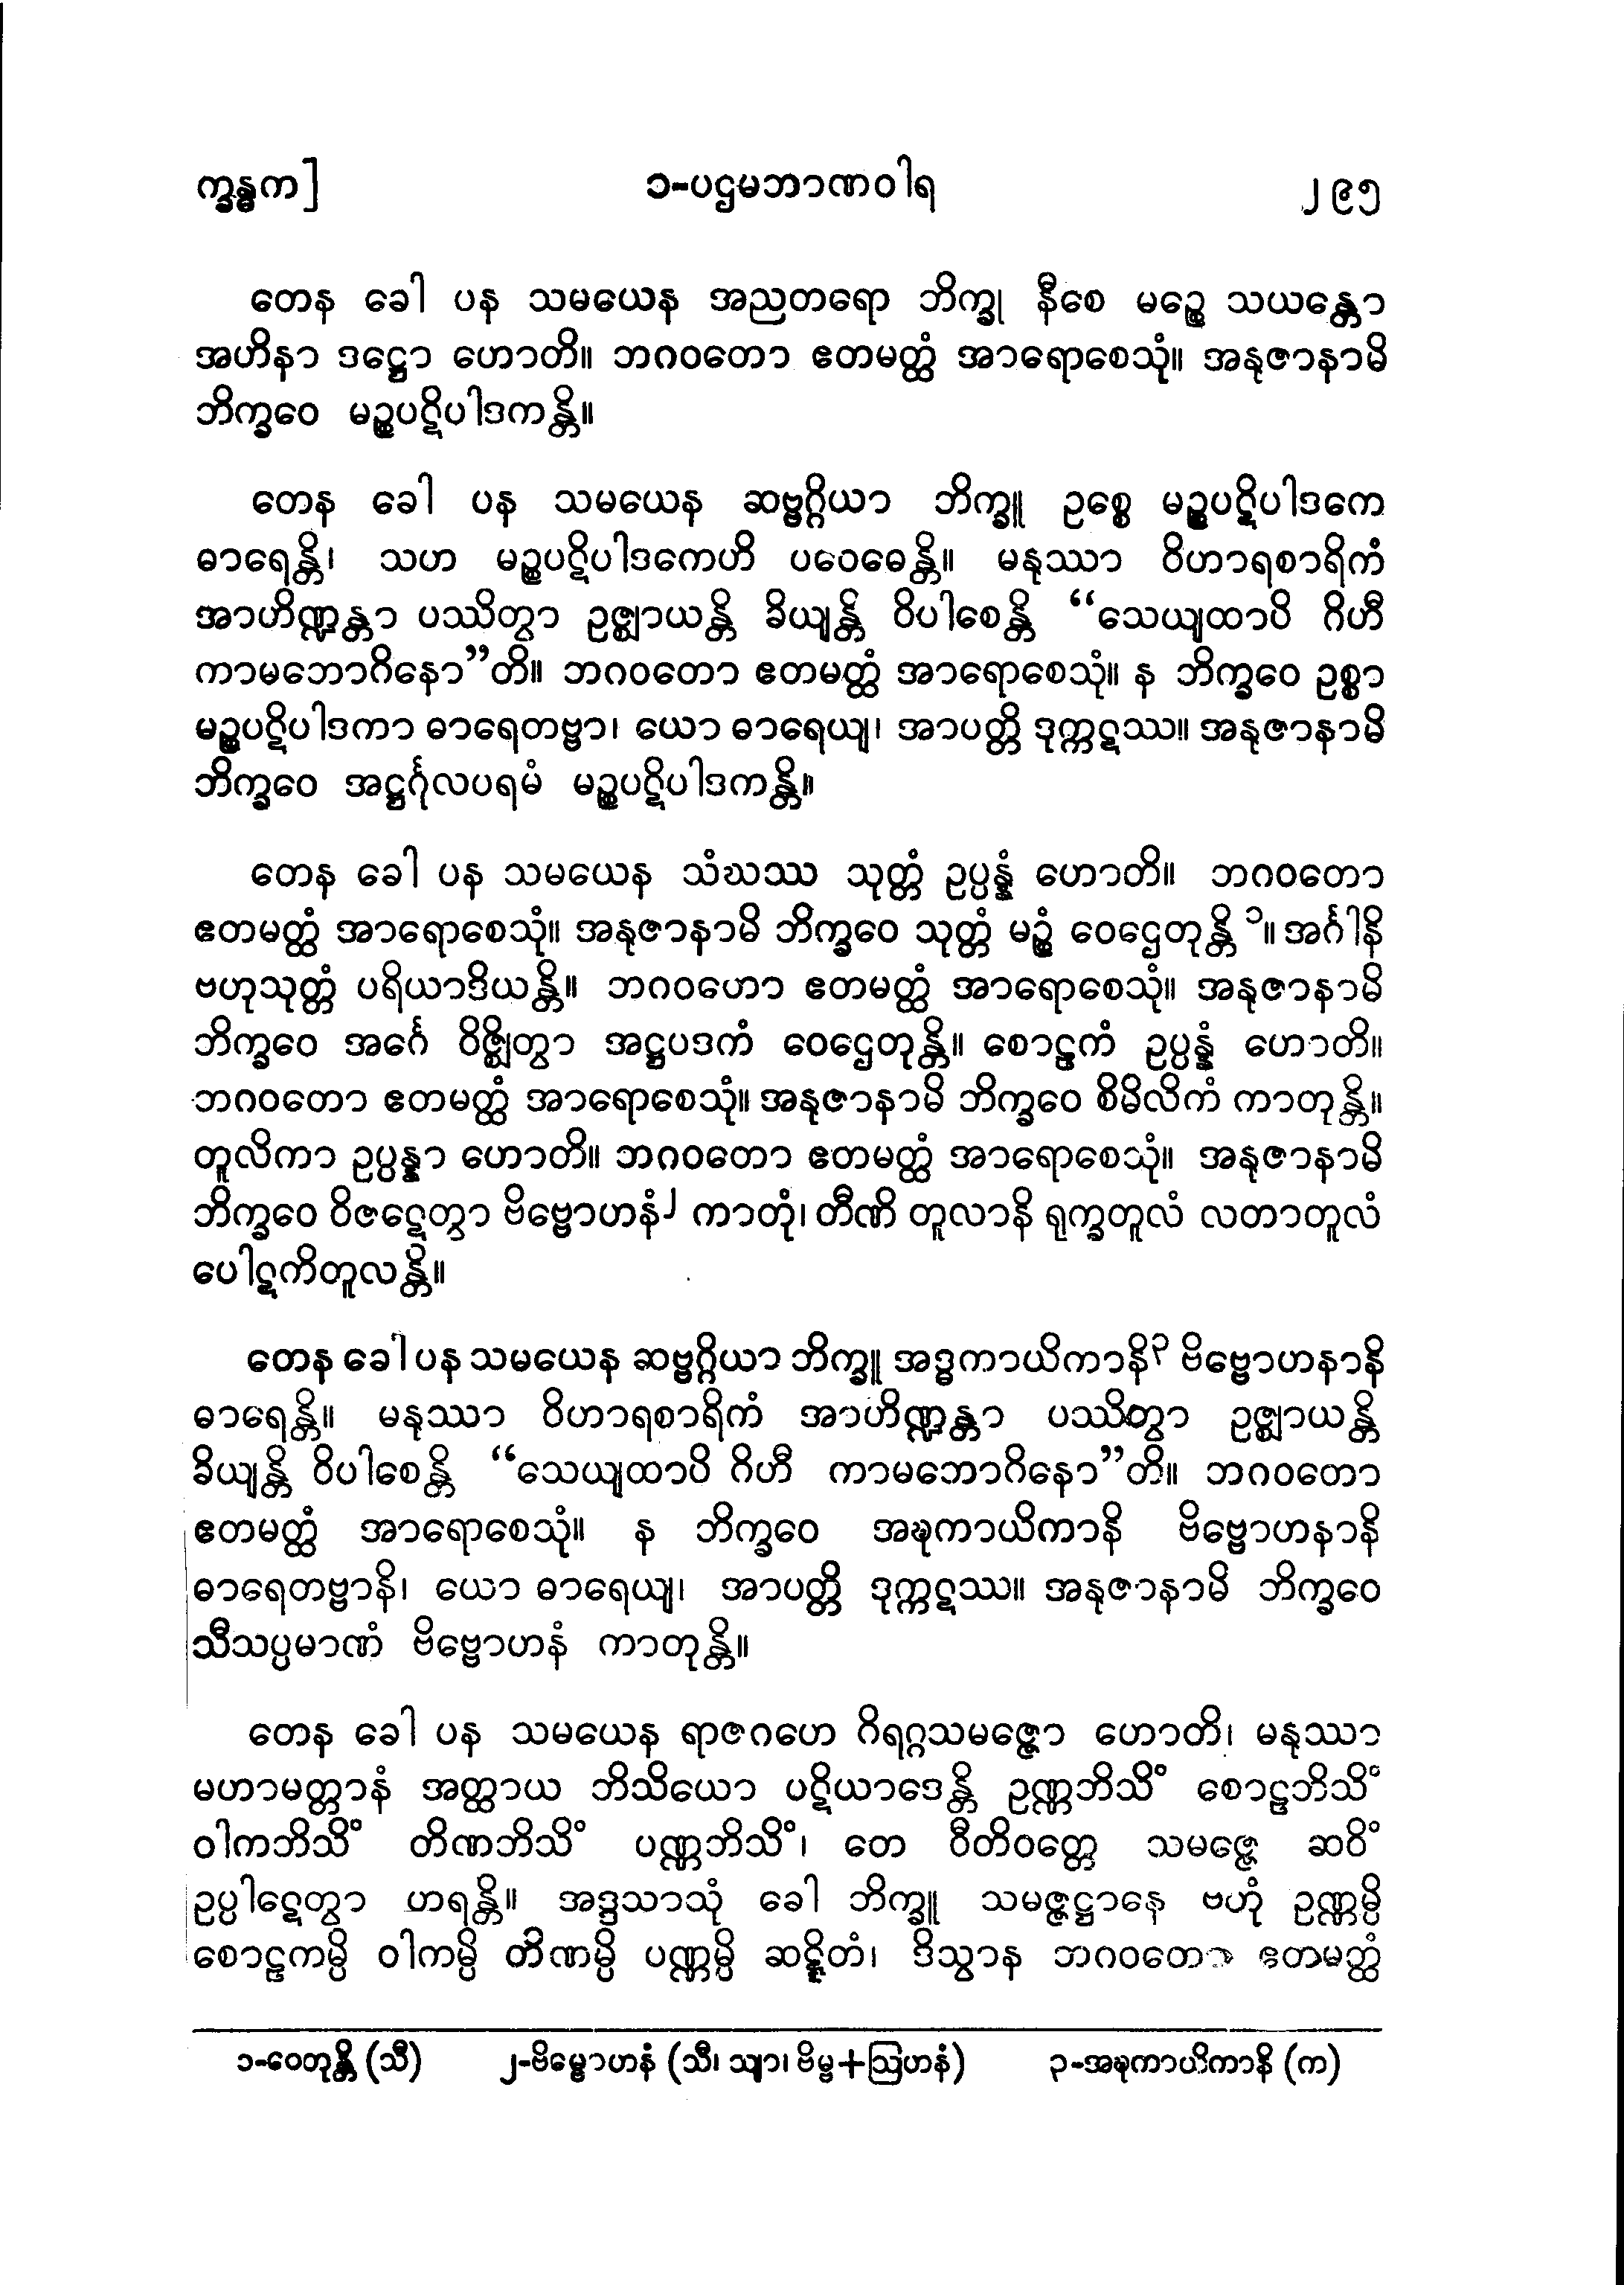 က္ခန္ဓက]
၁-ပဌမဘာဏဝါရ
၂၉၅
တေန ခေါ ပန သမယေန အညတရော ဘိက္ခု နီစေ မဉ္စေ သယန္တော
အဟိနာ ဒဋ္ဌော ဟောတိ။ ဘဂဝတော ဧတမတ္ထံ အာရောစေသုံ။ အနုဇာနာမိ
ဘိက္ခဝေ မဉ္စပဋိပါဒကန္တိ။
တေန ခေါ ပန သမယေန ဆဗ္ဗဂ္ဂိယာ ဘိက္ခူ ဥစ္စေ မဉ္စပဋိပါဒကေ
ဓာရေန္တိ၊ သဟ မဉ္စပဋိပါဒကေဟိ ပဝေဓေန္တိ။ မနုဿာ ဝိဟာရစာရိကံ
အာဟိဏ္ဍန္တာ ပဿိတွာ ဥဇ္ဈာယန္တိ ခိယျန္တိ ဝိပါစေန္တိ “သေယျထာပိ ဂိဟီ
ကာမဘောဂိနော”တိ။ ဘဂဝတော ဧတမတ္ထံ အာရောစေသုံ။ န ဘိက္ခဝေ ဥစ္စာ
မဉ္စပဋိပါဒကာ ဓာရေတဗ္ဗာ၊ ယော ဓာရေယျ၊ အာပတ္တိ ဒုက္ကဋဿ။ အနုဇာနာမိ
ဘိက္ခဝေ အဋ္ဌင်္ဂုလပရမံ မဉ္စပဋိပါဒကန္တိ။
တေန ခေါ ပန သမယေန သံဃဿ သုတ္တံ ဥပ္ပန္နံ ဟောတိ။ ဘဂဝတော
ဧတမတ္ထံ အာရောစေသုံ။ အနုဇာနာမိ ဘိက္ခဝေ သုတ္တံ မဉ္စံ ဝေဌေတုန္တိ ၁။ အင်္ဂါနိ
ဗဟုသုတ္တံ ပရိယာဒိယန္တိ။ ဘဂဝဟော ဧတမတ္ထံ အာရောစေသုံ။ အနုဇာနာမိ
ဘိက္ခဝေ အင်္ဂေ ဝိဇ္ဈိတွာ အဋ္ဌပဒကံ ဝေဌေတုန္တိ။ စောဠကံ ဥပ္ပန္နံ ဟောတိ။
ဘဂဝတော ဧတမတ္ထံ အာရောစေသုံ။ အနုဇာနာမိ ဘိက္ခဝေ စိမိလိကံ ကာတုန္တိ။
တူလိကာ ဥပ္ပန္နာ ဟောတိ။ ဘဂဝတော ဧတမတ္ထံ အာရောစေသုံ။ အနုဇာနာမိ
ဘိက္ခဝေ ဝိဇဋေတွာ ဗိဗ္ဗောဟနံ၂ ကာတုံ၊ တီဏိ တူလာနိ ရုက္ခတူလံ လတာတူလံ
ပေါဋကိတူလန္တိ။
တေန ခေါ ပန သမယေန ဆဗ္ဗဂ္ဂိယာ ဘိက္ခူ အဒ္ဓကာယိကာနိ၃ ဗိဗ္ဗောဟနာနိ
ဓာရေန္တိ။ မနုဿာ ဝိဟာရစာရိကံ အာဟိဏ္ဍန္တာ ပဿိတွာ ဥဇ္ဈာယန္တိ
ခိယျန္တိ ဝိပါစေန္တိ “သေယျထာပိ ဂိဟီ ကာမဘောဂိနော”တိ။ ဘဂဝတော
ဧတမတ္ထံ အာရောစေသုံ။ န ဘိက္ခဝေ အဍ္ဎကာယိကာနိ ဗိဗ္ဗောဟနာနိ
ဓာရေတဗ္ဗာနိ၊ ယော ဓာရေယျ၊ အာပတ္တိ ဒုက္ကဋဿ။ အနုဇာနာမိ ဘိက္ခဝေ
သီသပ္ပမာဏံ ဗိဗ္ဗောဟနံ ကာတုန္တိ။
တေန ခေါ ပန သမယေန ရာဇဂဟေ ဂိရဂ္ဂသမဇ္ဇော ဟောတိ၊ မနုဿာ
မဟာမတ္တာနံ အတ္ထာယ ဘိသိယော ပဋိယာဒေန္တိ ဥဏ္ဏဘိသိံ စောဠဘိသိံ
ဝါကဘိသိံ တိဏဘိသိံ ပဏ္ဏဘိသိံ၊ တေ ဝီတိဝတ္တေ သမဇ္ဇေ ဆဝိံ
ဥပ္ပါဋေတွာ ဟရန္တိ။ အဒ္ဒသာသုံ ခေါ ဘိက္ခူ သမဇ္ဇဋ္ဌာနေ ဗဟုံ ဥဏ္ဏမ္ပိ
စောဠကမ္ပိ ဝါကမ္ပိ တိဏမ္ပိ ပဏ္ဏမ္ပိ ဆဋ္ဋိတံ၊ ဒိသွာန ဘဂဝတော ဧတမတ္ထံ
၁-ဝေတုန္တိ (သီ)
၂-ဗိမ္ဗောဟနံ (သီ၊ သျာ၊ ဗိမ္ဗ+ဩဟနံ)
၃-အဍ္ဎကာယိကာနိ (က)